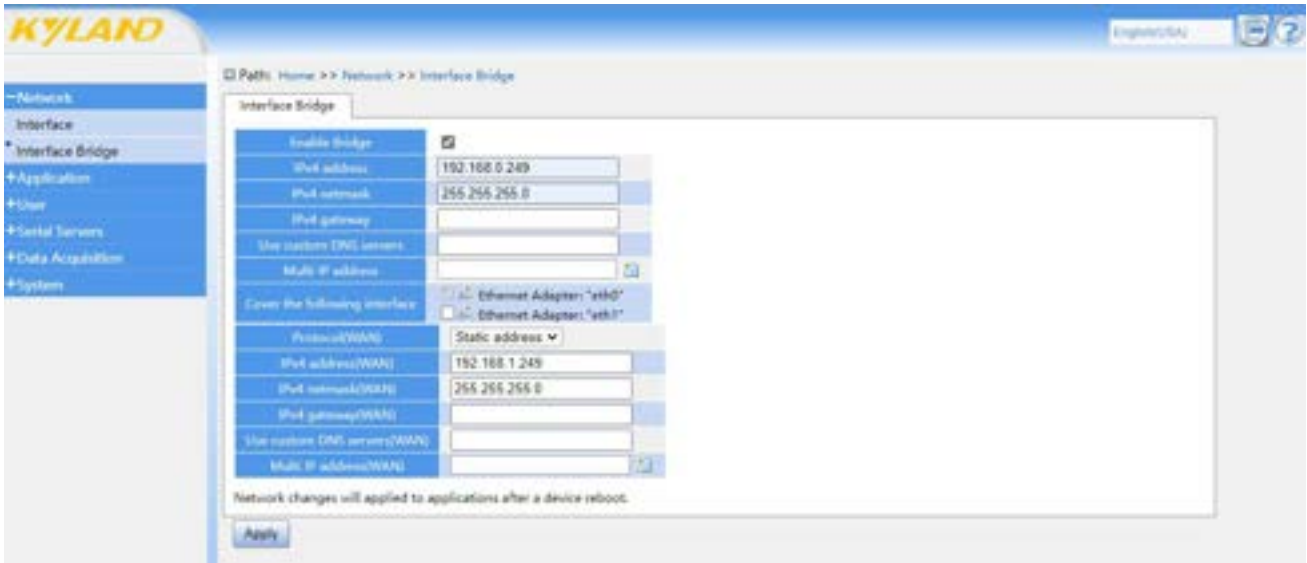 KYLAND
English(USA)
Path: Home >> Network >> Interface Bridge
−Network
Interface
Interface Bridge
+Application
+User
+Serial Servers
+Data Acquisition
+System
Interface Bridge
Enable Bridge
IPv4 address 192.168.0.249
IPv4 netmask 255.255.255.0
IPv4 gateway
Use custom DNS servers
Multi IP address
Cover the following interface
Ethernet Adapter: "eth0"
Ethernet Adapter: "eth1"
Protocol(WAN) Static address
IPv4 address(WAN) 192.168.1.249
IPv4 netmask(WAN) 255.255.255.0
IPv4 gateway(WAN)
Use custom DNS servers(WAN)
Multi IP address(WAN)
Network changes will applied to applications after a device reboot.
Apply